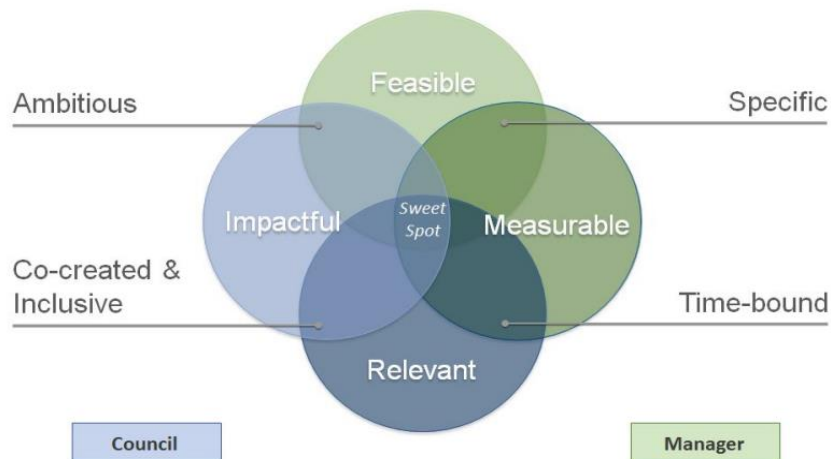 Feasible
Ambitious
Specific
Impactful
Sweet
Spot
Measurable
Co-created &
Inclusive
Time-bound
Relevant
Council
Manager